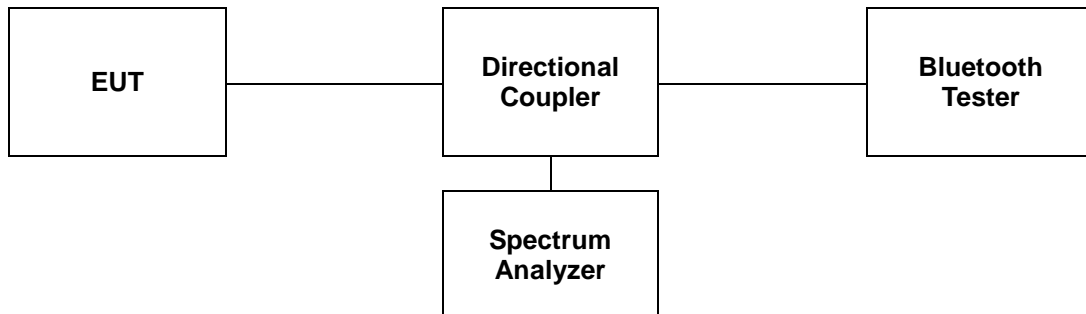 EUT
Directional
Coupler
Bluetooth
Tester
Spectrum
Analyzer